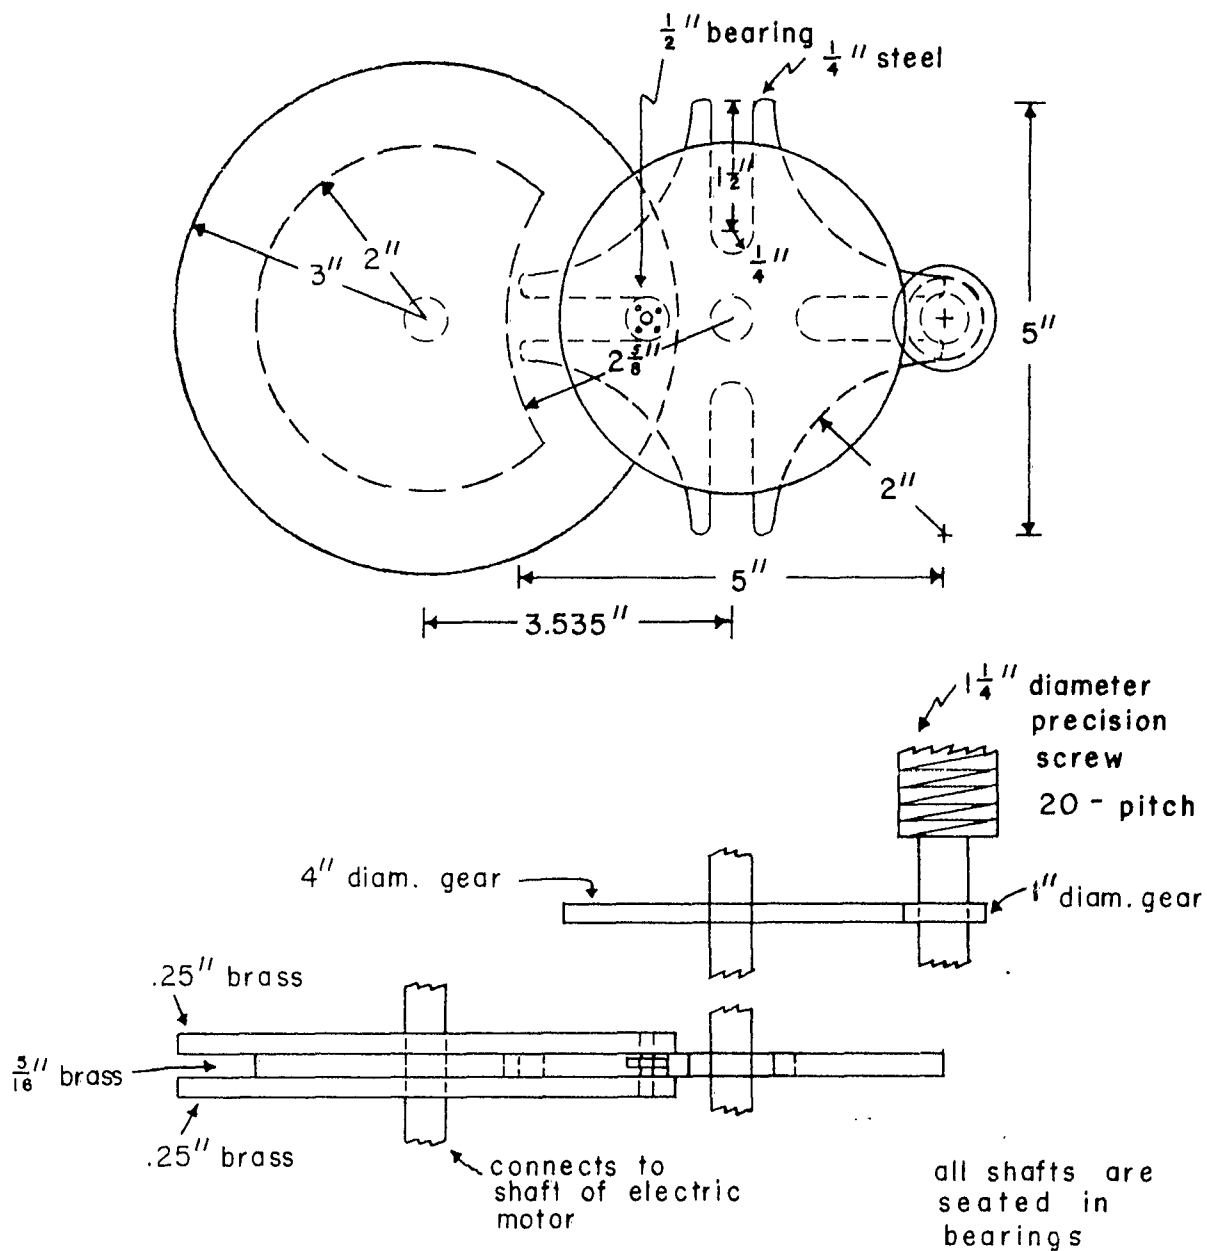 1/2" bearing
1/4" steel
1 1/2"
1/4"
2"
3"
5"
2 5/8"
2"
5"
3.535"
1 1/4" diameter
precision
screw
20 - pitch
4" diam. gear
1" diam. gear
.25" brass
5/16" brass
.25" brass
connects to
shaft of electric
motor
all shafts are
seated in
bearings